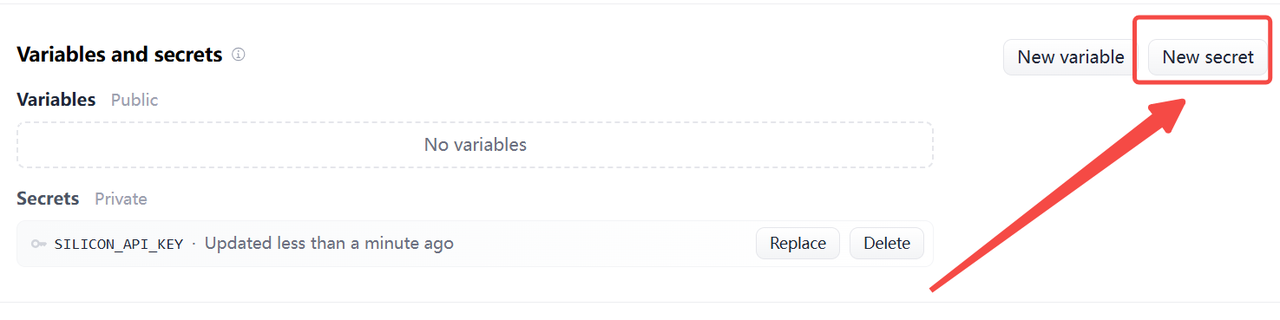 Variables and secrets
New variable
New secret
Variables Public
No variables
Secrets Private
SILICON_API_KEY · Updated less than a minute ago
Replace
Delete